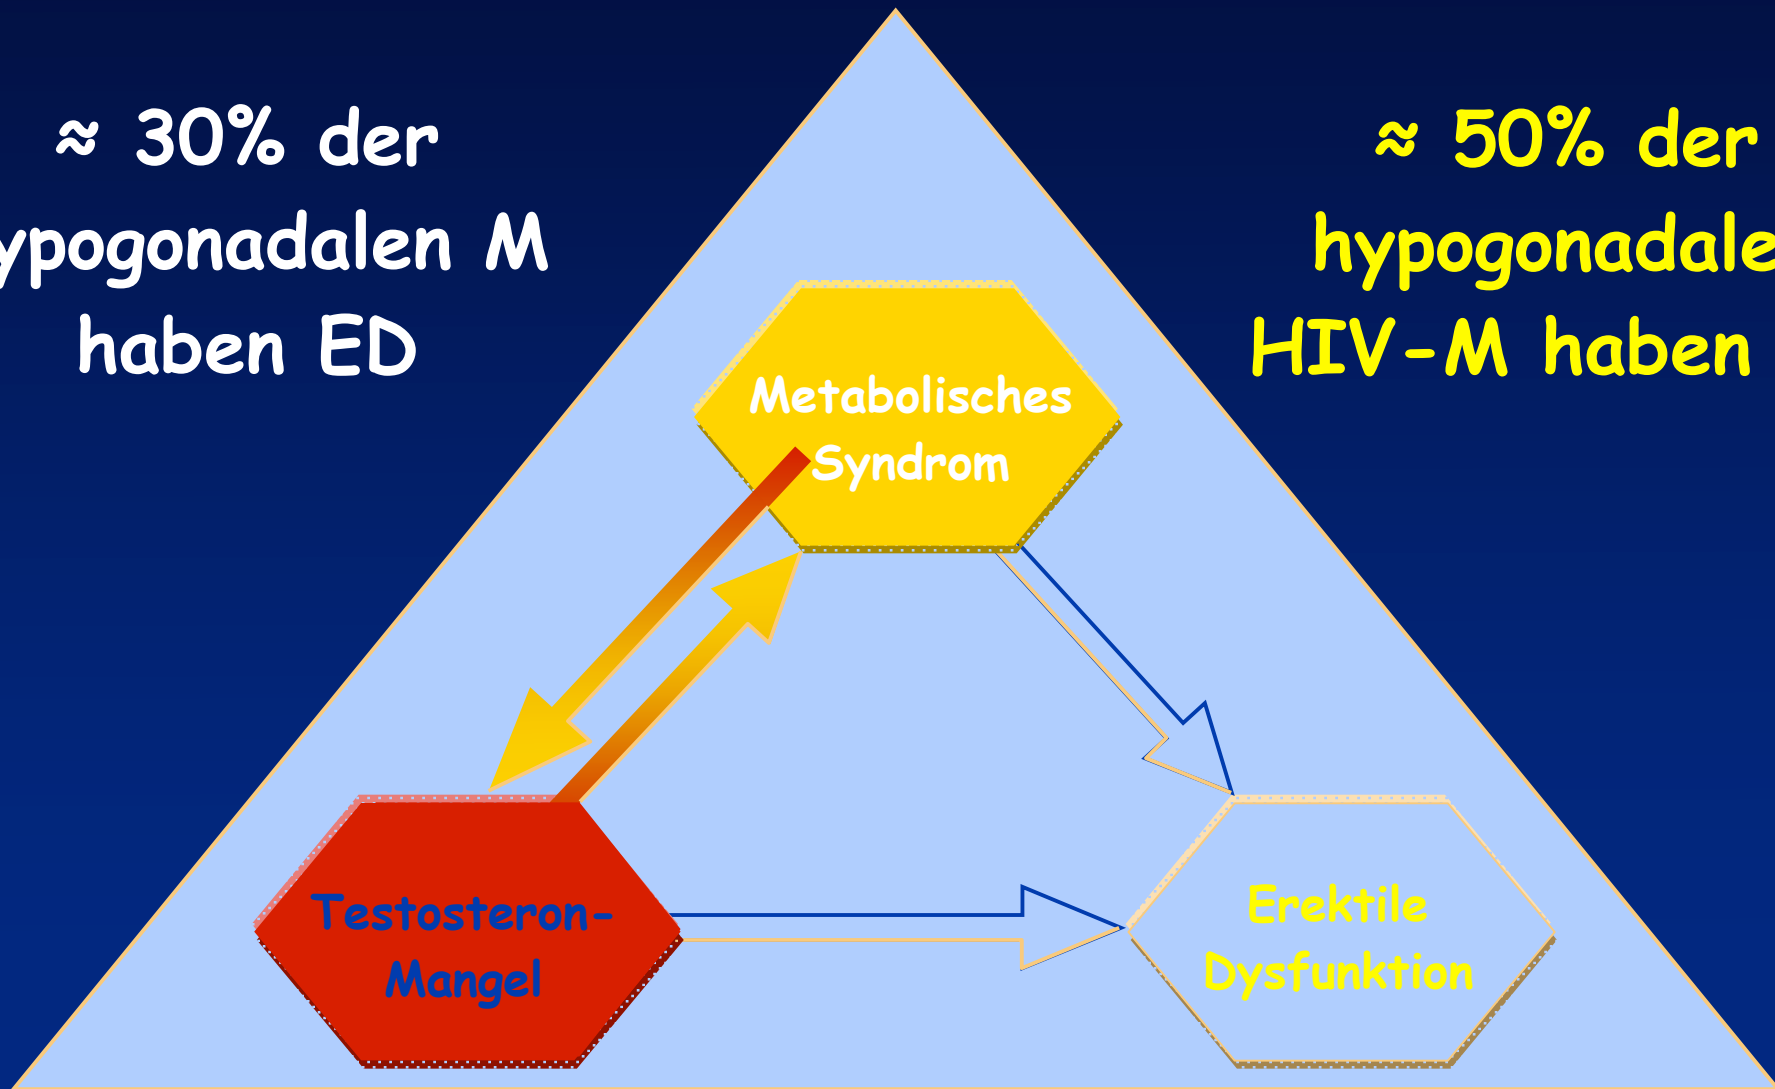 ≈ 30% der
ypogonadalen M
haben ED
≈ 50% der
hypogonadale
HIV-M haben
Metabolisches
Syndrom
Testosteron-
Mangel
Erektile
Dysfunktion